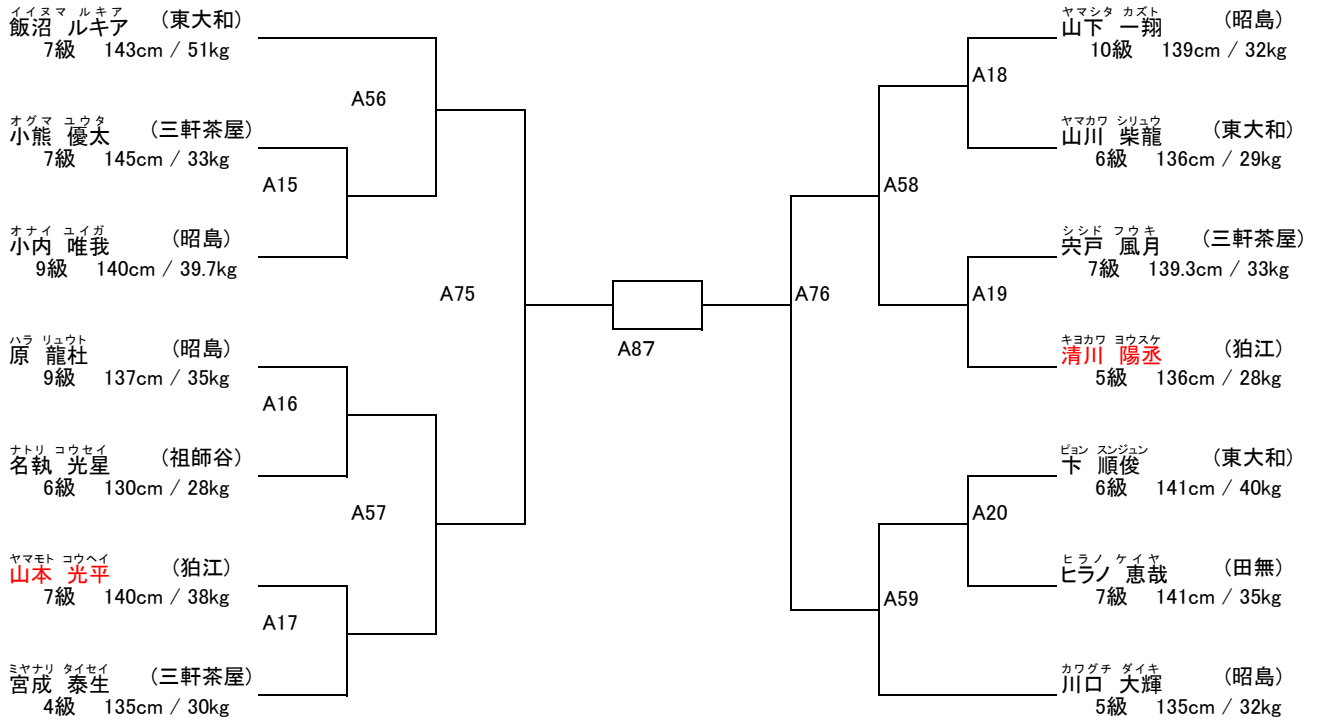 イイヌマ ルキア
飯沼 ルキア （東大和）
7級 143cm / 51kg
A56
オグマ ユウタ
小熊 優太 （三軒茶屋）
7級 145cm / 33kg
A15
オナイ ユイガ
小内 唯我 （昭島）
9級 140cm / 39.7kg
A75
ハラ リュウト
原 龍杜 （昭島）
9級 137cm / 35kg
A16
ナトリ コウセイ
名執 光星 （祖師谷）
6級 130cm / 28kg
A57
ヤマモト コウヘイ
山本 光平 （狛江）
7級 140cm / 38kg
A17
ミヤナリ タイセイ
宮成 泰生 （三軒茶屋）
4級 135cm / 30kg
A87
ヤマシタ カズト
山下 一翔 （昭島）
10級 139cm / 32kg
A18
ヤマカワ シリュウ
山川 柴龍 （東大和）
6級 136cm / 29kg
A58
シシド フウキ
宍戸 風月 （三軒茶屋）
7級 139.3cm / 33kg
A19
A76
キヨカワ ヨウスケ
清川 陽丞 （狛江）
5級 136cm / 28kg
ピョン スンジュン
卞 順俊 （東大和）
6級 141cm / 40kg
A20
ヒラノ ケイヤ
ヒラノ 恵哉 （田無）
7級 141cm / 35kg
A59
カワグチ ダイキ
川口 大輝 （昭島）
5級 135cm / 32kg